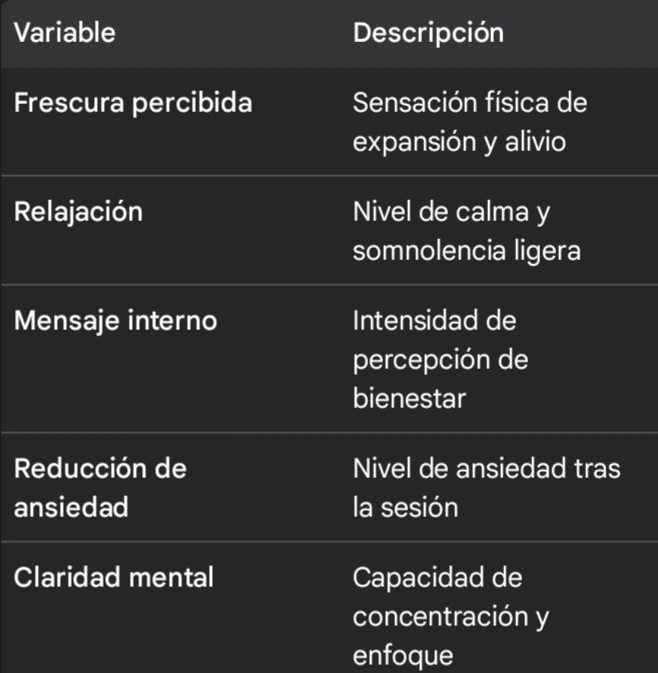 Variable Descripción
Frescura percibida Sensación física de
expansión y alivio
Relajación Nivel de calma y
somnolencia ligera
Mensaje interno Intensidad de
percepción de
bienestar
Reducción de Nivel de ansiedad tras
ansiedad la sesión
Claridad mental Capacidad de
concentración y
enfoque